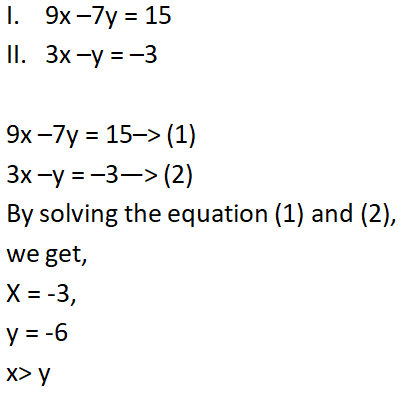 I. 9x –7y = 15
II. 3x –y = –3
9x –7y = 15–> (1)
3x –y = –3—> (2)
By solving the equation (1) and (2),
we get,
X = -3,
y = -6
x> y